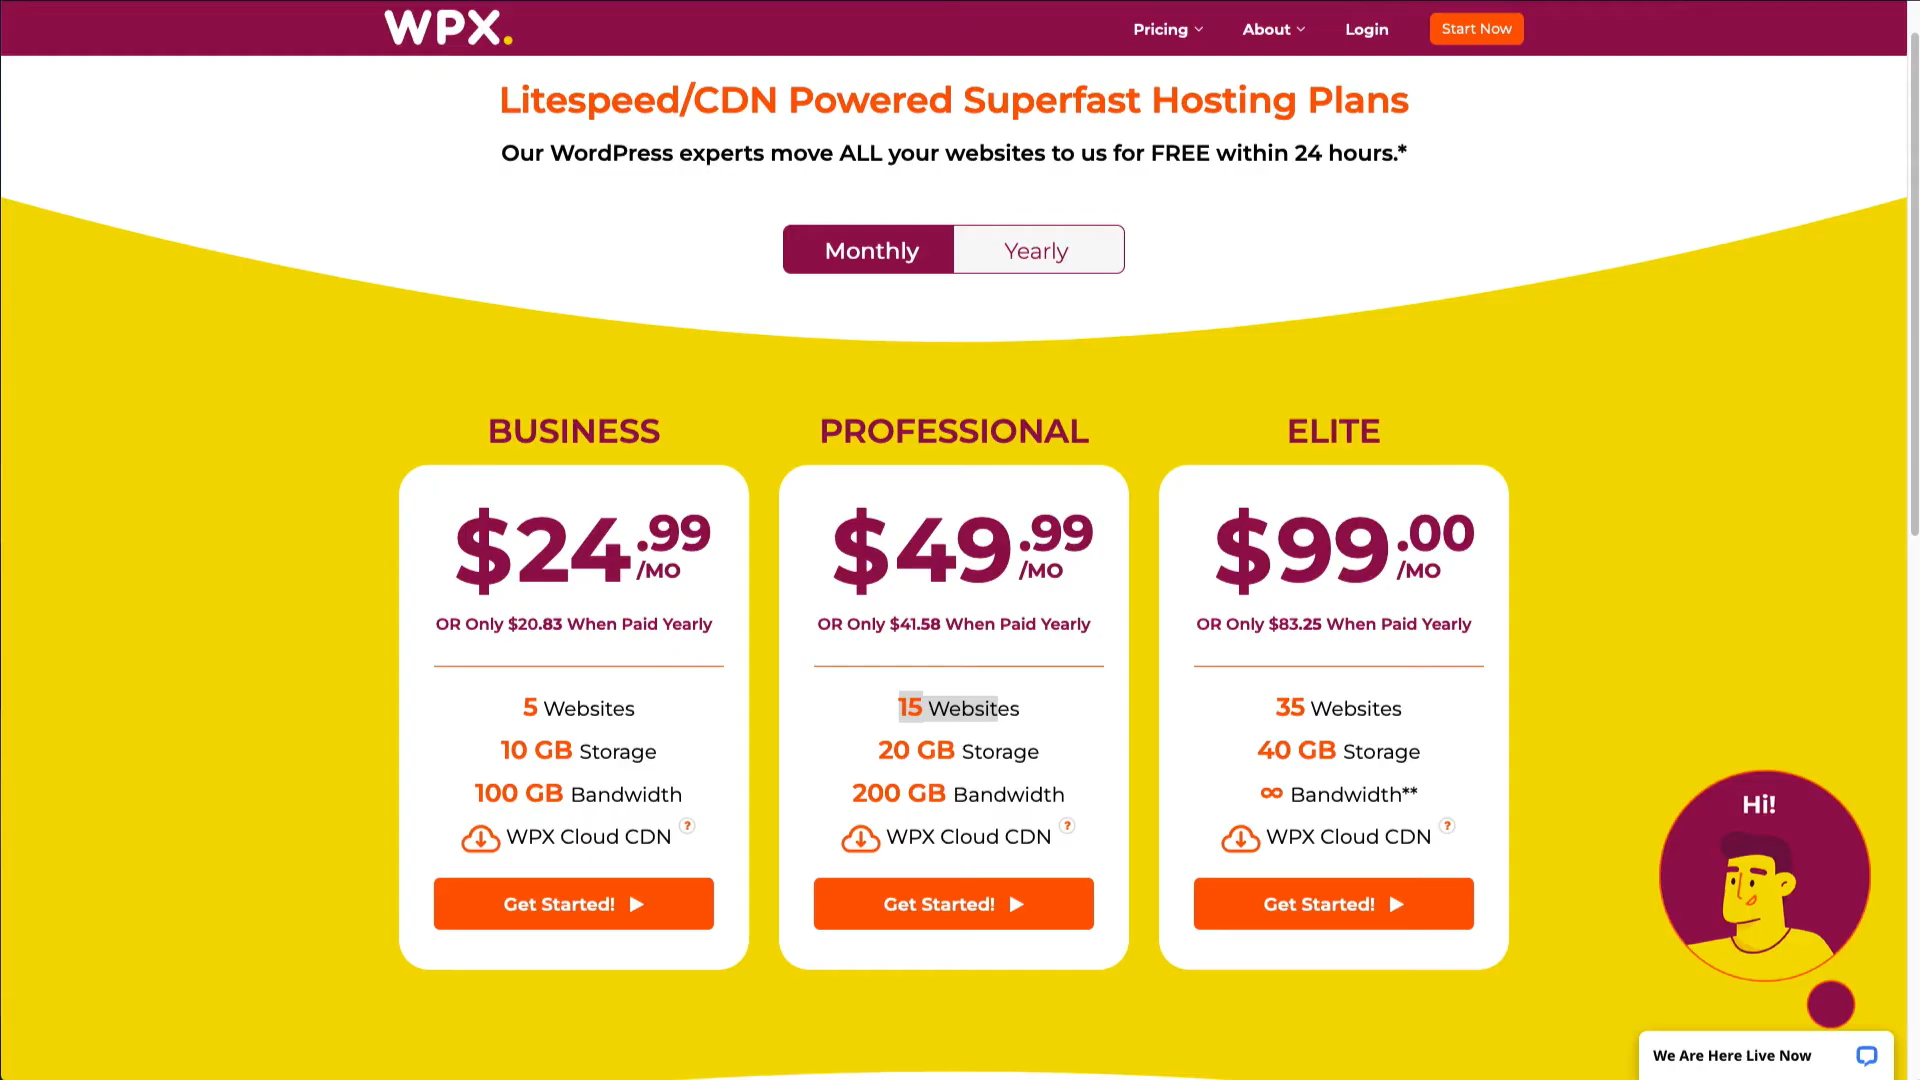 WPX.
Pricing
About
Login
Start Now
Litespeed/CDN Powered Superfast Hosting Plans
Our WordPress experts move ALL your websites to us for FREE within 24 hours.*
Monthly
Yearly
BUSINESS
$24.99/MO
OR Only $20.83 When Paid Yearly
5 Websites
10 GB Storage
100 GB Bandwidth
WPX Cloud CDN ?
Get Started!
PROFESSIONAL
$49.99/MO
OR Only $41.58 When Paid Yearly
15 Websites
20 GB Storage
200 GB Bandwidth
WPX Cloud CDN ?
Get Started!
ELITE
$99.00/MO
OR Only $83.25 When Paid Yearly
35 Websites
40 GB Storage
∞ Bandwidth**
WPX Cloud CDN ?
Get Started!
Hi!
We Are Here Live Now